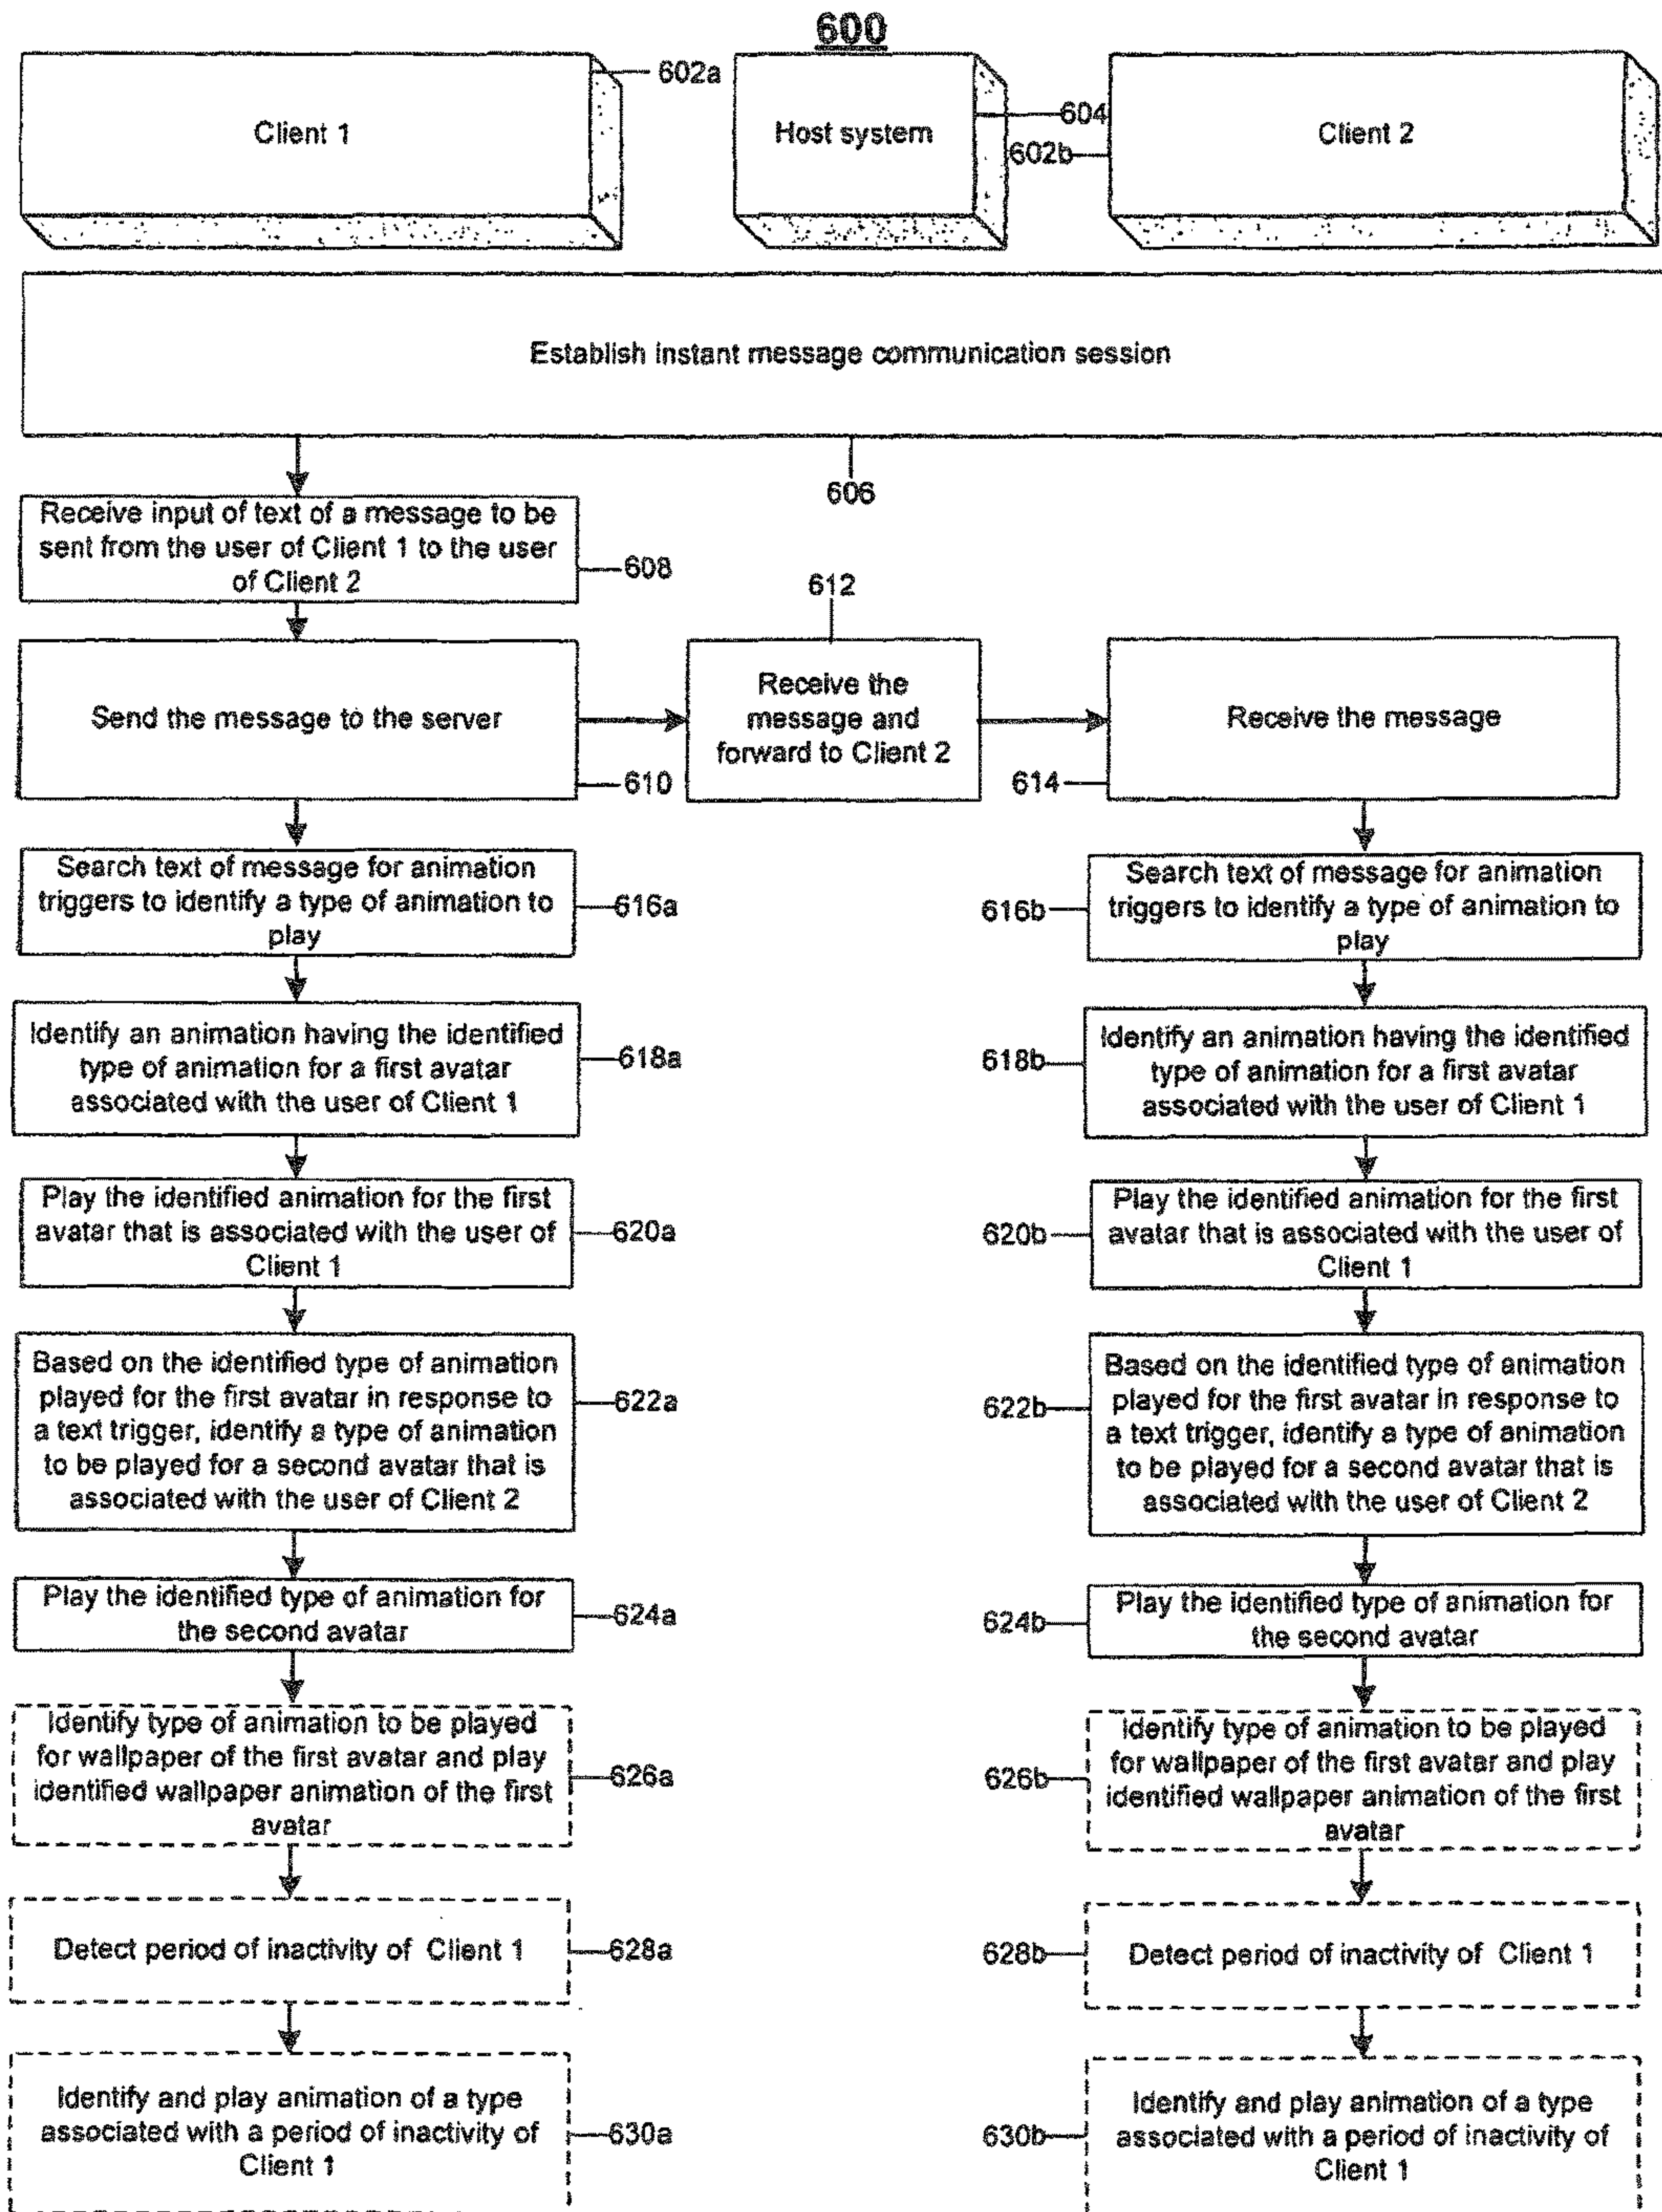 600
Client 1
602a
Host system
604
602b
Client 2
Establish instant message communication session
606
Receive input of text of a message to be
sent from the user of Client 1 to the user
of Client 2
608
612
Send the message to the server
610
Receive the
message and
forward to Client 2
Receive the message
614
Search text of message for animation
triggers to identify a type of animation to
play
616a
616b
Search text of message for animation
triggers to identify a type of animation to
play
Identify an animation having the identified
type of animation for a first avatar
associated with the user of Client 1
618a
618b
Identify an animation having the identified
type of animation for a first avatar
associated with the user of Client 1
Play the identified animation for the first
avatar that is associated with the user of
Client 1
620a
620b
Play the identified animation for the first
avatar that is associated with the user of
Client 1
Based on the identified type of animation
played for the first avatar in response to
a text trigger, identify a type of animation
to be played for a second avatar that is
associated with the user of Client 2
622a
622b
Based on the identified type of animation
played for the first avatar in response to
a text trigger, identify a type of animation
to be played for a second avatar that is
associated with the user of Client 2
Play the identified type of animation for
the second avatar
624a
624b
Play the identified type of animation for
the second avatar
Identify type of animation to be played
for wallpaper of the first avatar and play
identified wallpaper animation of the first
avatar
626a
626b
Identify type of animation to be played
for wallpaper of the first avatar and play
identified wallpaper animation of the first
avatar
Detect period of inactivity of Client 1
628a
628b
Detect period of inactivity of Client 1
Identify and play animation of a type
associated with a period of inactivity of
Client 1
630a
630b
Identify and play animation of a type
associated with a period of inactivity of
Client 1